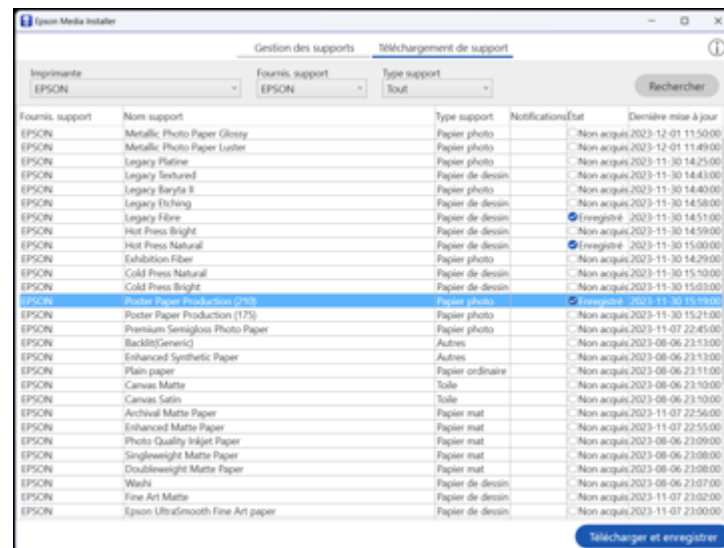 Epson Media Installer
Gestion des supports Téléchargement de support
Imprimante Fournis. support Type support
EPSON EPSON Tout Rechercher
Fournis. support Nom support Type support Notifications État Dernière mise à jour
EPSON Metallic Photo Paper Glossy Papier photo Non acquis 2023-12-01 11:50:00
EPSON Metallic Photo Paper Luster Papier photo Non acquis 2023-12-01 11:49:00
EPSON Legacy Platine Papier photo Non acquis 2023-11-30 14:25:00
EPSON Legacy Textured Papier de dessin Non acquis 2023-11-30 14:43:00
EPSON Legacy Baryta II Papier photo Non acquis 2023-11-30 14:40:00
EPSON Legacy Etching Papier de dessin Non acquis 2023-11-30 14:58:00
EPSON Legacy Fibre Papier de dessin Enregistré 2023-11-30 14:51:00
EPSON Hot Press Bright Papier de dessin Non acquis 2023-11-30 14:59:00
EPSON Hot Press Natural Papier de dessin Enregistré 2023-11-30 15:00:00
EPSON Exhibition Fiber Papier photo Non acquis 2023-11-30 14:29:00
EPSON Cold Press Natural Papier de dessin Non acquis 2023-11-30 15:10:00
EPSON Cold Press Bright Papier de dessin Non acquis 2023-11-30 15:03:00
EPSON Poster Paper Production (210) Papier photo Enregistré 2023-11-30 15:19:00
EPSON Poster Paper Production (175) Papier photo Non acquis 2023-11-30 15:21:00
EPSON Premium Semigloss Photo Paper Papier photo Non acquis 2023-11-07 22:45:00
EPSON Backlit(Generic) Autres Non acquis 2023-08-06 23:13:00
EPSON Enhanced Synthetic Paper Autres Non acquis 2023-08-06 23:13:00
EPSON Plain paper Papier ordinaire Non acquis 2023-08-06 23:11:00
EPSON Canvas Matte Toile Non acquis 2023-08-06 23:10:00
EPSON Canvas Satin Toile Non acquis 2023-08-06 23:10:00
EPSON Archival Matte Paper Papier mat Non acquis 2023-11-07 22:56:00
EPSON Enhanced Matte Paper Papier mat Non acquis 2023-11-07 22:55:00
EPSON Photo Quality Inkjet Paper Papier mat Non acquis 2023-08-06 23:09:00
EPSON Singleweight Matte Paper Papier mat Non acquis 2023-08-06 23:08:00
EPSON Doubleweight Matte Paper Papier mat Non acquis 2023-08-06 23:08:00
EPSON Washi Papier de dessin Non acquis 2023-08-06 23:07:00
EPSON Fine Art Matte Papier de dessin Non acquis 2023-11-07 23:02:00
EPSON Epson UltraSmooth Fine Art paper Papier de dessin Non acquis 2023-11-07 23:00:00
Télécharger et enregistrer